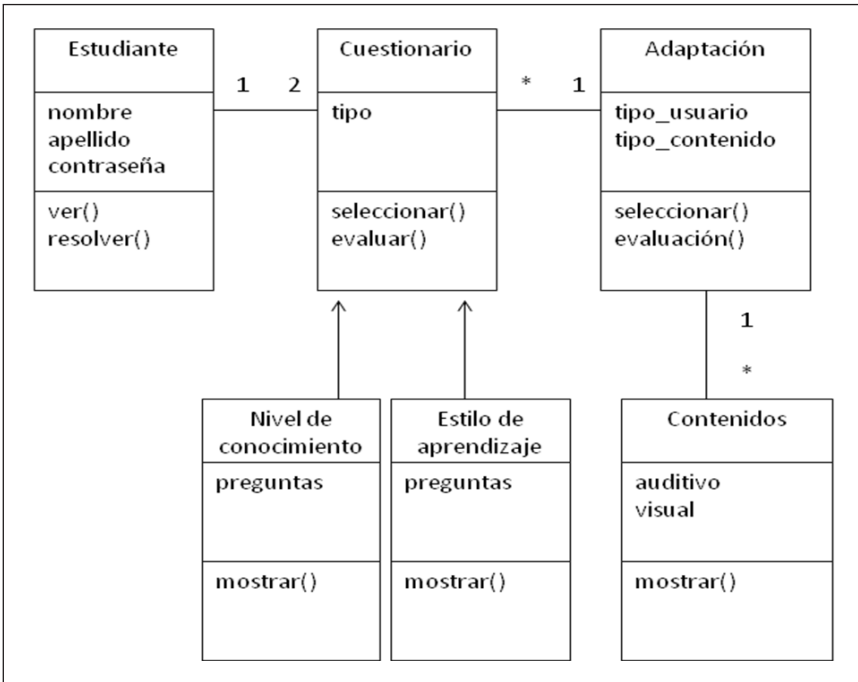 Estudiante
nombre
apellido
contraseña
ver()
resolver()
1
2
Cuestionario
tipo
seleccionar()
evaluar()
*
1
Adaptación
tipo_usuario
tipo_contenido
seleccionar()
evaluación()
1
*
Nivel de
conocimiento
preguntas
mostrar()
Estilo de
aprendizaje
preguntas
mostrar()
Contenidos
auditivo
visual
mostrar()